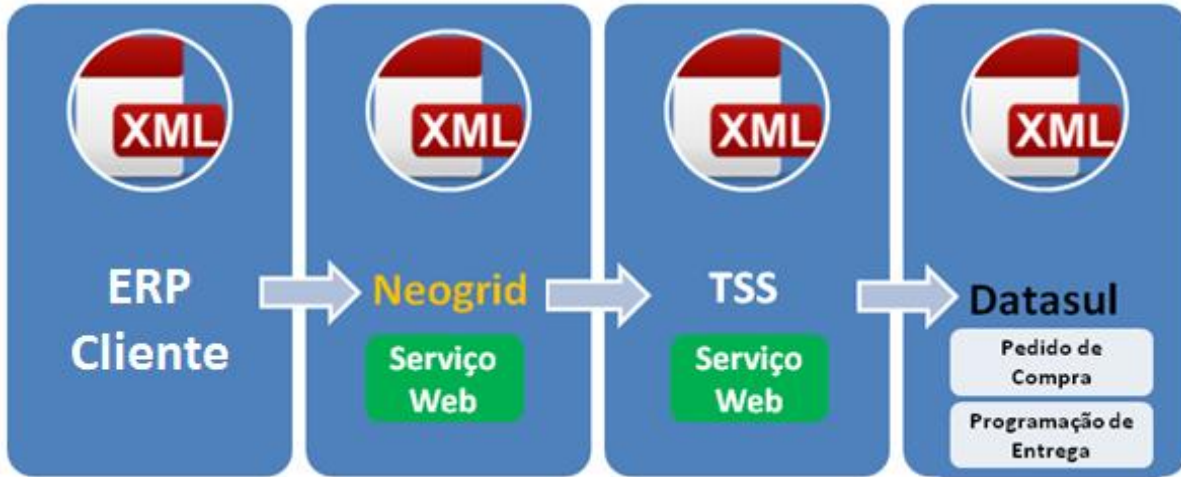 XML
ERP
Cliente
XML
Neogrid
Serviço
Web
XML
TSS
Serviço
Web
XML
Datasul
Pedido de
Compra
Programação de
Entrega